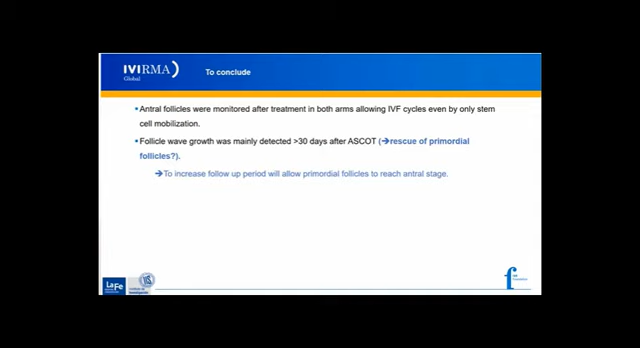 IVIRMA
Global
To conclude
▪Antral follicles were monitored after treatment in both arms allowing IVF cycles even by only stem
cell mobilization.
▪Follicle wave growth was mainly detected >30 days after ASCOT (→rescue of primordial
follicles?).
→To increase follow up period will allow primordial follicles to reach antral stage.
LaFe
f